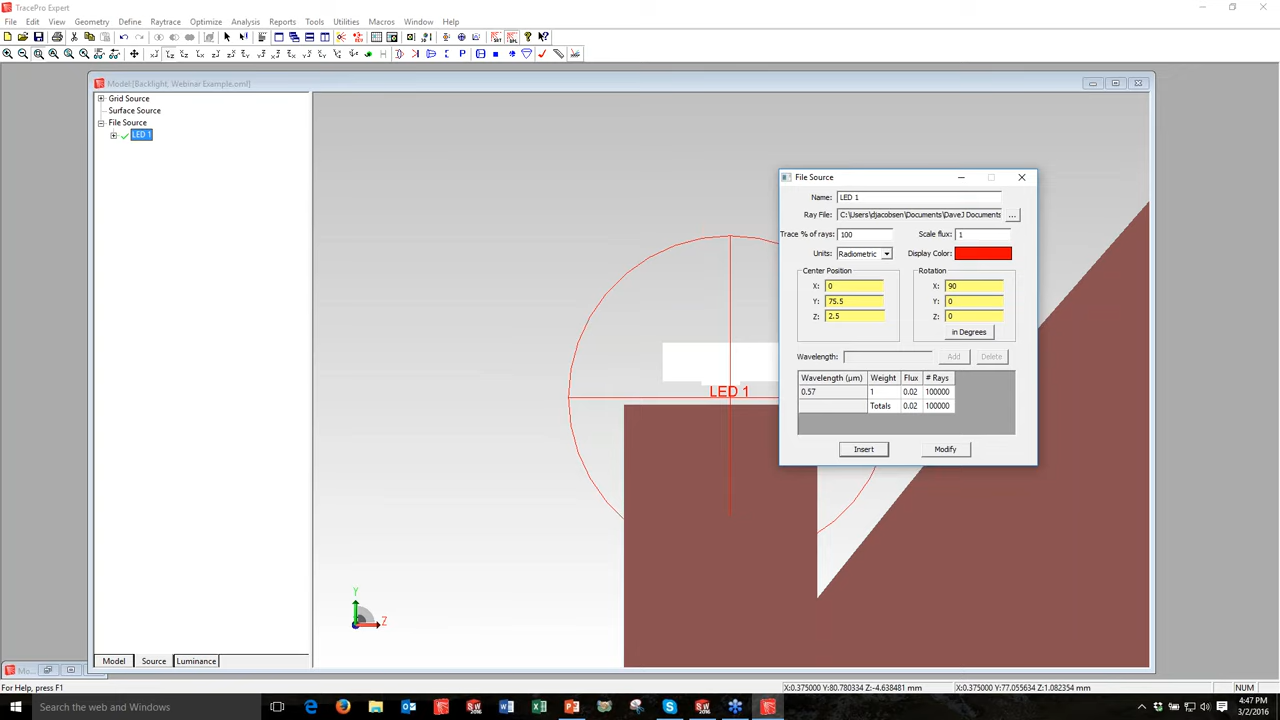 TracePro Expert
File Edit View Geometry Define Raytrace Optimize Analysis Reports Tools Utilities Macros Window Help
Model:[Backlight, Webinar Example.oml]
Grid Source
Surface Source
File Source
LED 1
LED 1
File Source
Name: LED 1
Ray File: C:\Users\djacobsen\Documents\DaveJ Documents ...
Trace % of rays: 100 Scale flux: 1
Units: Radiometric Display Color:
Center Position Rotation
X: 0 X: 90
Y: 75.5 Y: 0
Z: 2.5 Z: 0
in Degrees
Wavelength: Add Delete
Wavelength (µm) Weight Flux # Rays
0.57 1 0.02 100000
Totals 0.02 100000
Insert Modify
Y
Z
Model Source Luminance
Mo...
For Help, press F1 X:0.375000 Y:80.780334 Z:-4.638481 mm X:0.375000 Y:77.055634 Z:1.082354 mm NUM
Search the web and Windows
4:47 PM
3/2/2016